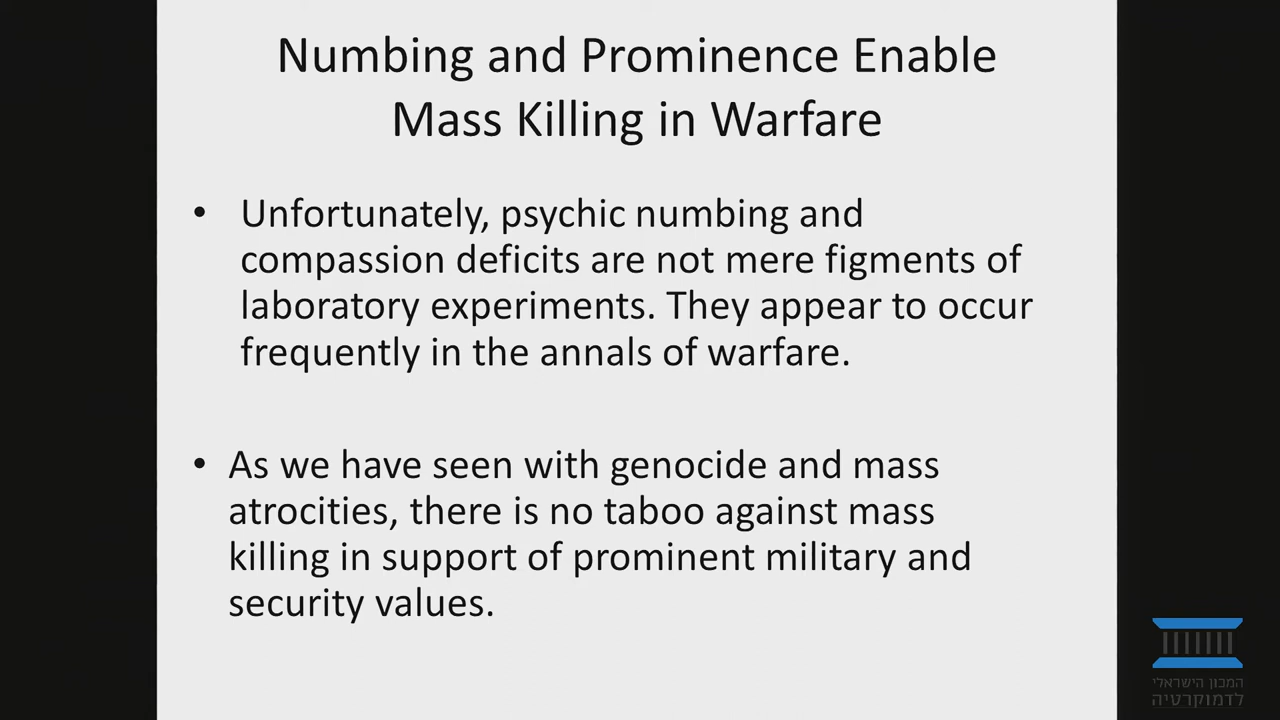 Numbing and Prominence Enable
Mass Killing in Warfare
• Unfortunately, psychic numbing and
compassion deficits are not mere figments of
laboratory experiments. They appear to occur
frequently in the annals of warfare.
• As we have seen with genocide and mass
atrocities, there is no taboo against mass
killing in support of prominent military and
security values.
המכון הישראלי
לדמוקרטיה